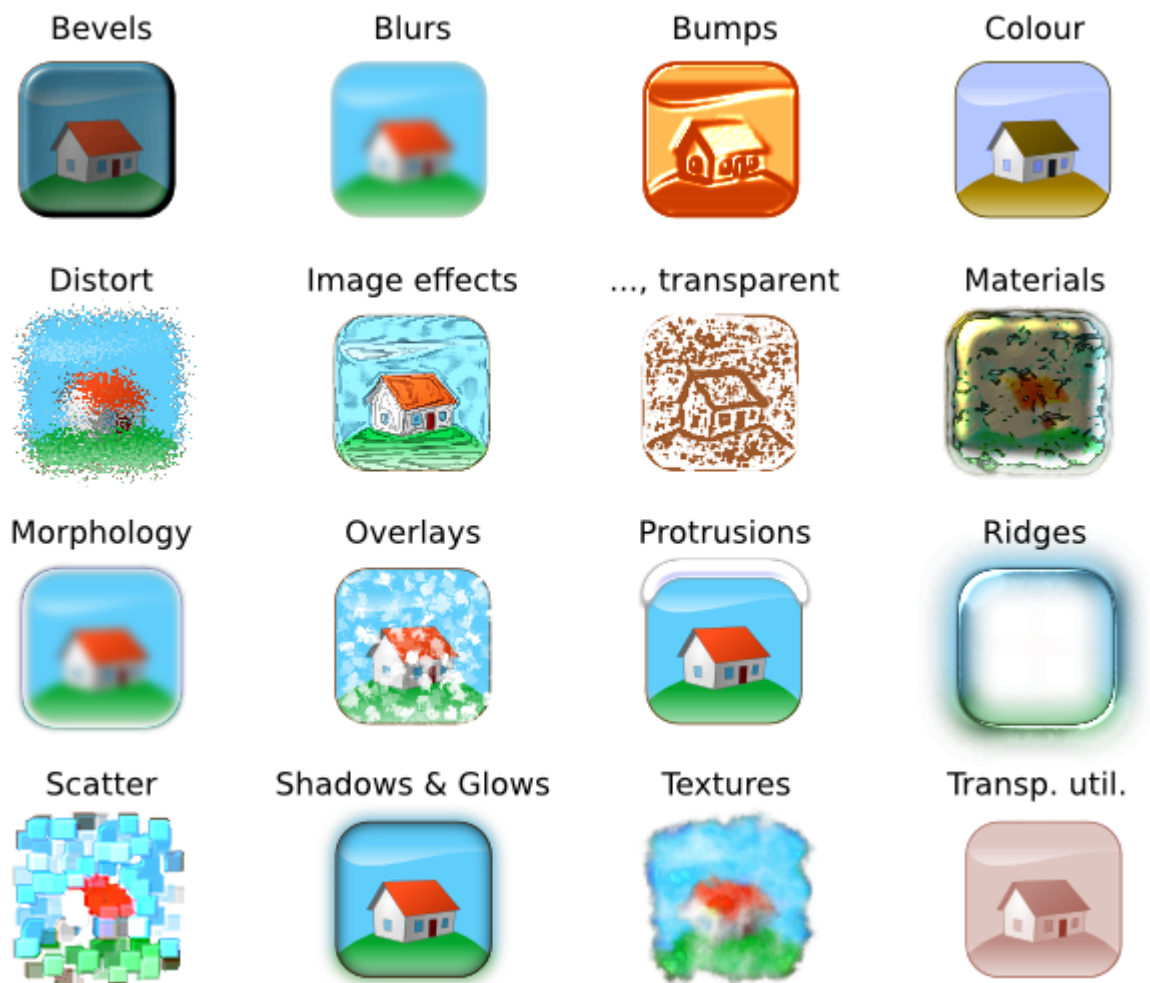 Bevels
Blurs
Bumps
Colour
Distort
Image effects
..., transparent
Materials
Morphology
Overlays
Protrusions
Ridges
Scatter
Shadows & Glows
Textures
Transp. util.